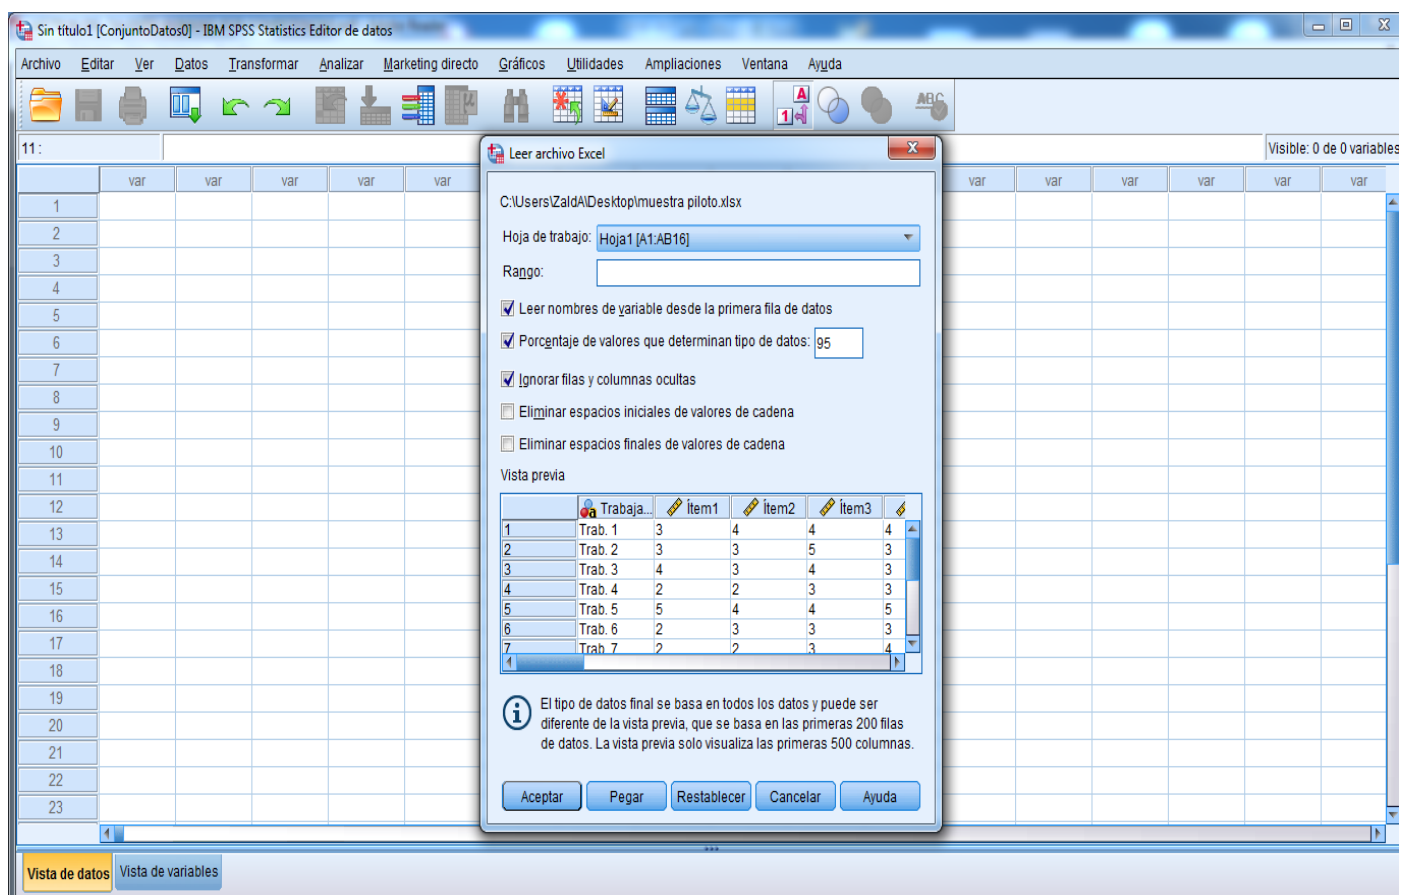 Sin título1 [ConjuntoDatos0] - IBM SPSS Statistics Editor de datos
Archivo Editar Ver Datos Transformar Analizar Marketing directo Gráficos Utilidades Ampliaciones Ventana Ayuda
A
1
ABC
11 :
Visible: 0 de 0 variables
var var var var var var var var var var var
1
2
3
4
5
6
7
8
9
10
11
12
13
14
15
16
17
18
19
20
21
22
23
Leer archivo Excel
C:\Users\ZaldA\Desktop\muestra piloto.xlsx
Hoja de trabajo: Hoja1 [A1:AB16]
Rango:
Leer nombres de variable desde la primera fila de datos
Porcentaje de valores que determinan tipo de datos: 95
Ignorar filas y columnas ocultas
Eliminar espacios iniciales de valores de cadena
Eliminar espacios finales de valores de cadena
Vista previa
Trabaja... Ítem1 Ítem2 Ítem3
1 Trab. 1 3 4 4 4
2 Trab. 2 3 3 5 3
3 Trab. 3 4 3 4 3
4 Trab. 4 2 2 3 3
5 Trab. 5 5 4 4 5
6 Trab. 6 2 3 3 3
7 Trab. 7 2 2 3 4
El tipo de datos final se basa en todos los datos y puede ser
diferente de la vista previa, que se basa en las primeras 200 filas
de datos. La vista previa solo visualiza las primeras 500 columnas.
Aceptar Pegar Restablecer Cancelar Ayuda
Vista de datos Vista de variables